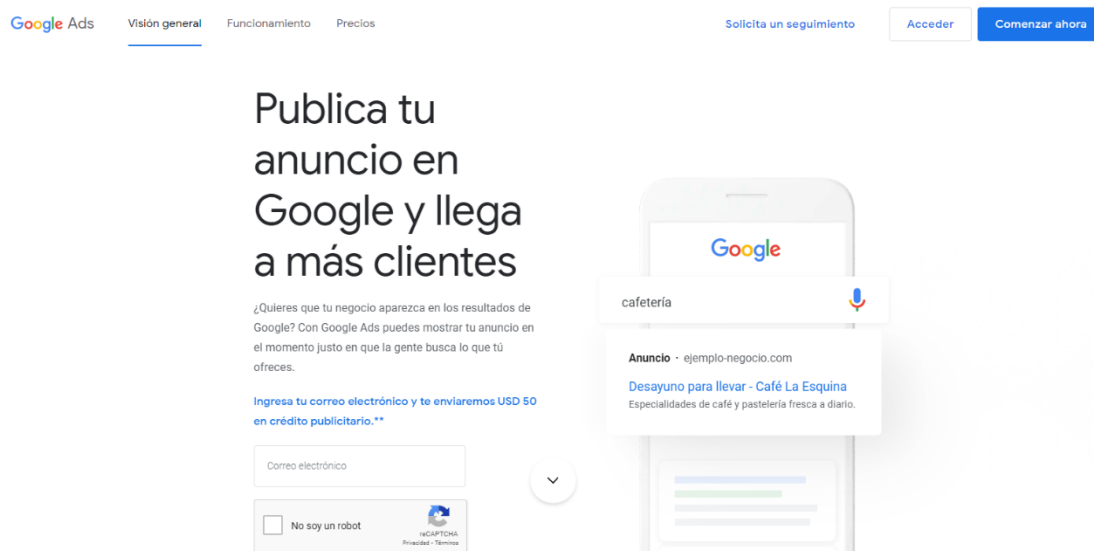 Google Ads
Visión general
Funcionamiento
Precios
Solicita un seguimiento
Acceder
Comenzar ahora
Publica tu
anuncio en
Google y llega
a más clientes
¿Quieres que tu negocio aparezca en los resultados de
Google? Con Google Ads puedes mostrar tu anuncio en
el momento justo en que la gente busca lo que tú
ofreces.
Ingresa tu correo electrónico y te enviaremos USD 50
en crédito publicitario.**
Correo electrónico
No soy un robot
reCAPTCHA
Privacidad - Términos
Google
cafetería
Anuncio · ejemplo-negocio.com
Desayuno para llevar - Café La Esquina
Especialidades de café y pastelería fresca a diario.